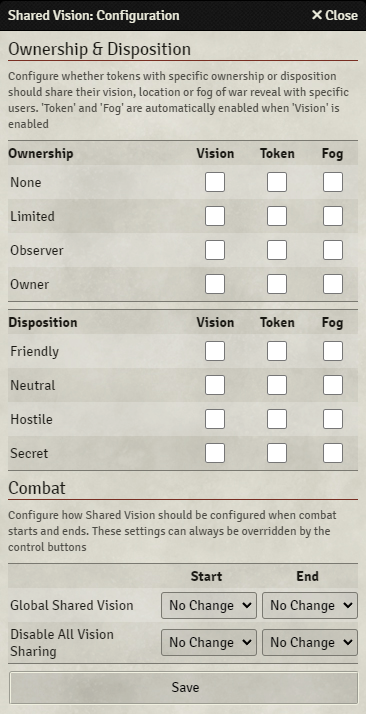 Shared Vision: Configuration ✕ Close
Ownership & Disposition
Configure whether tokens with specific ownership or disposition
should share their vision, location or fog of war reveal with specific
users. 'Token' and 'Fog' are automatically enabled when 'Vision' is
enabled
Ownership Vision Token Fog
None
Limited
Observer
Owner
Disposition Vision Token Fog
Friendly
Neutral
Hostile
Secret
Combat
Configure how Shared Vision should be configured when combat
starts and ends. These settings can always be overridden by the
control buttons
Start End
Global Shared Vision No Change No Change
Disable All Vision
Sharing No Change No Change
Save